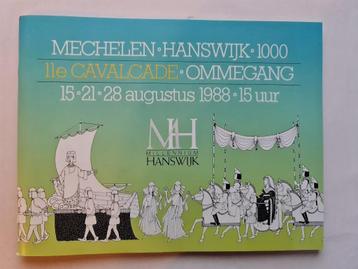 MECHELEN•HANSWIJK•1000
11e CAVALCADE•OMMEGANG
15•21•28 augustus 1988•15 uur
MH
MILLENNIUM
HANSWIJK